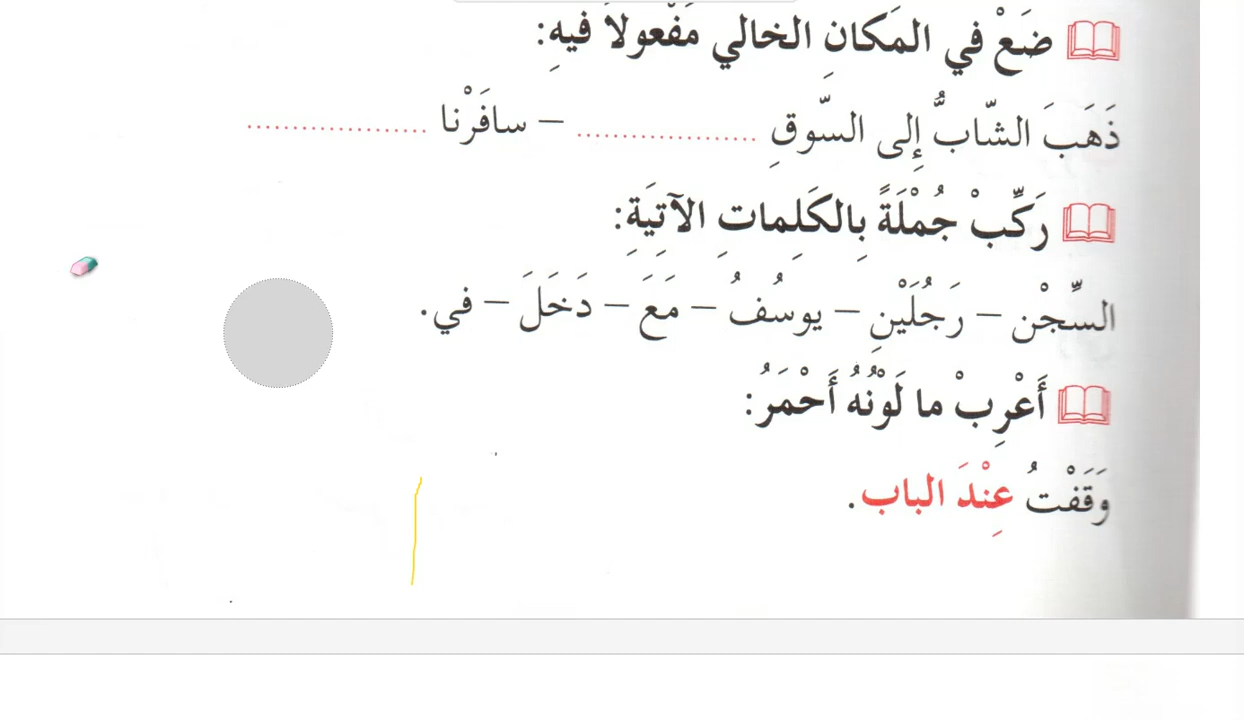 ضَعْ في المَكانِ الخالي مَفْعولاً فيهِ:
ذَهَبَ الشّابُّ إِلى السّوقِ .................. – سافَرْنا ..................
رَكِّبْ جُمْلَةً بِالكَلِماتِ الآتِيَةِ:
السِّجْن – رَجُلَيْنِ – يوسُفُ – مَعَ – دَخَلَ – في.
أَعْرِبْ ما لَوْنُهُ أَحْمَرُ:
وَقَفْتُ عِنْدَ الباب.